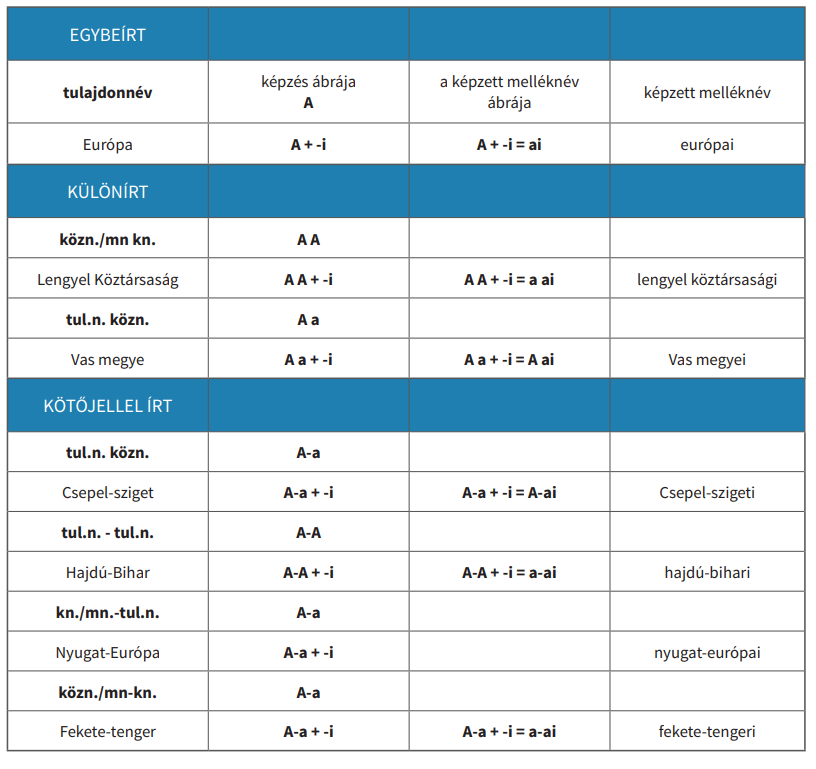 EGYBEÍRT
tulajdonnév képzés ábrája A a képzett melléknév ábrája képzett melléknév
Európa A + -i A + -i = ai európai
KÜLÖNÍRT
közn./mn kn. A A
Lengyel Köztársaság A A + -i A A + -i = a ai lengyel köztársasági
tul.n. közn. A a
Vas megye A a + -i A a + -i = A ai Vas megyei
KÖTŐJELLEL ÍRT
tul.n. közn. A-a
Csepel-sziget A-a + -i A-a + -i = A-ai Csepel-szigeti
tul.n. - tul.n. A-A
Hajdú-Bihar A-A + -i A-A + -i = a-ai hajdú-bihari
kn./mn.-tul.n. A-a
Nyugat-Európa A-a + -i nyugat-európai
közn./mn-kn. A-a
Fekete-tenger A-a + -i A-a + -i = a-ai fekete-tengeri